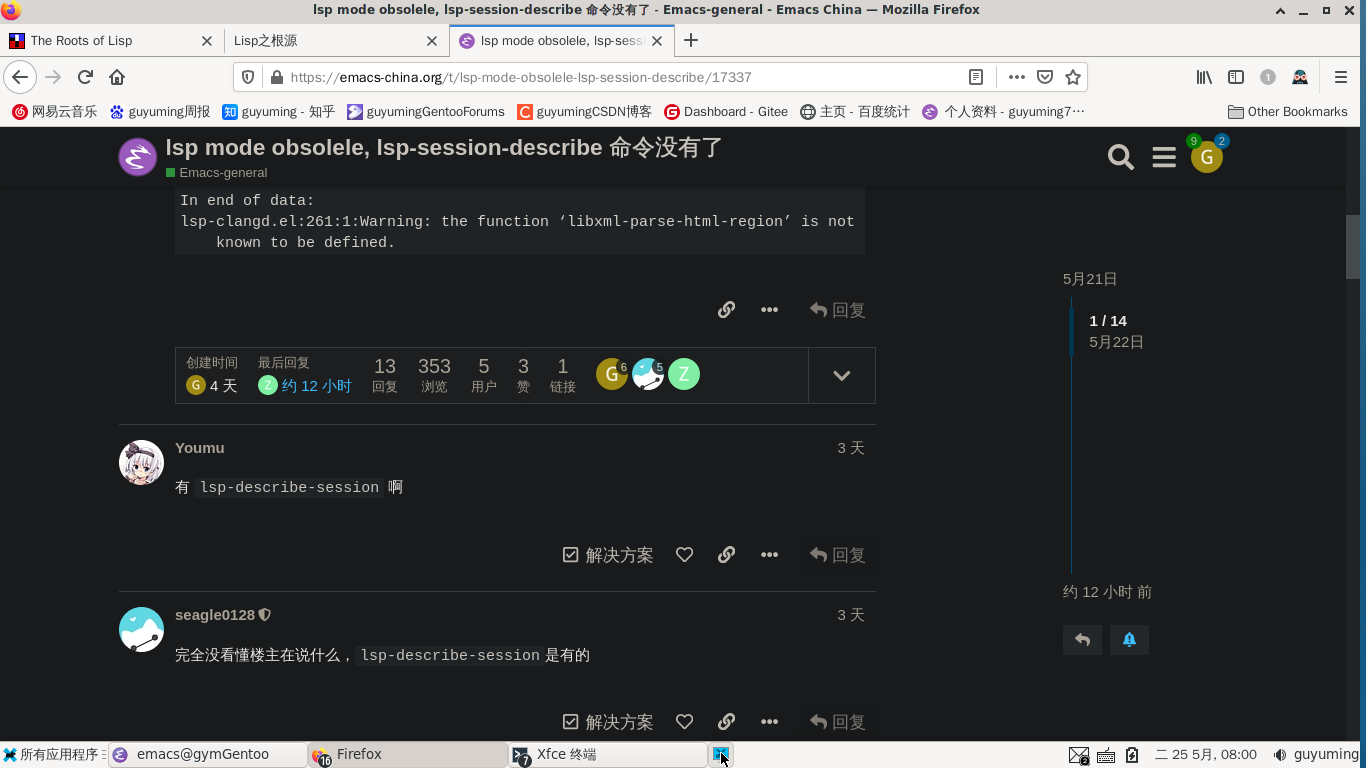 lsp mode obsolele, lsp-session-describe 命令没有了 - Emacs-general - Emacs China — Mozilla Firefox
The Roots of Lisp
Lisp之根源
lsp mode obsolele, lsp-sess
https://emacs-china.org/t/lsp-mode-obsolele-lsp-session-describe/17337
1
网易云音乐
guyuming周报
guyuming - 知乎
guyumingGentooForums
guyumingCSDN博客
Dashboard - Gitee
主页 - 百度统计
个人资料 - guyuming7⋯
Other Bookmarks
lsp mode obsolele, lsp-session-describe 命令没有了
Emacs-general
9
2
G
In end of data:
lsp-clangd.el:261:1:Warning: the function ‘libxml-parse-html-region’ is not
known to be defined.
回复
创建时间
G 4 天
最后回复
Z 约 12 小时
13
回复
353
浏览
5
用户
3
赞
1
链接
G 6
5
Z
Youmu
3 天
有 lsp-describe-session 啊
解决方案
回复
seagle0128
3 天
完全没看懂楼主在说什么，lsp-describe-session 是有的
解决方案
回复
5月21日
1 / 14
5月22日
约 12 小时 前
所有应用程序
emacs@gymGentoo
16
Firefox
7
Xfce 终端
2
二 25 5月, 08:00
guyuming